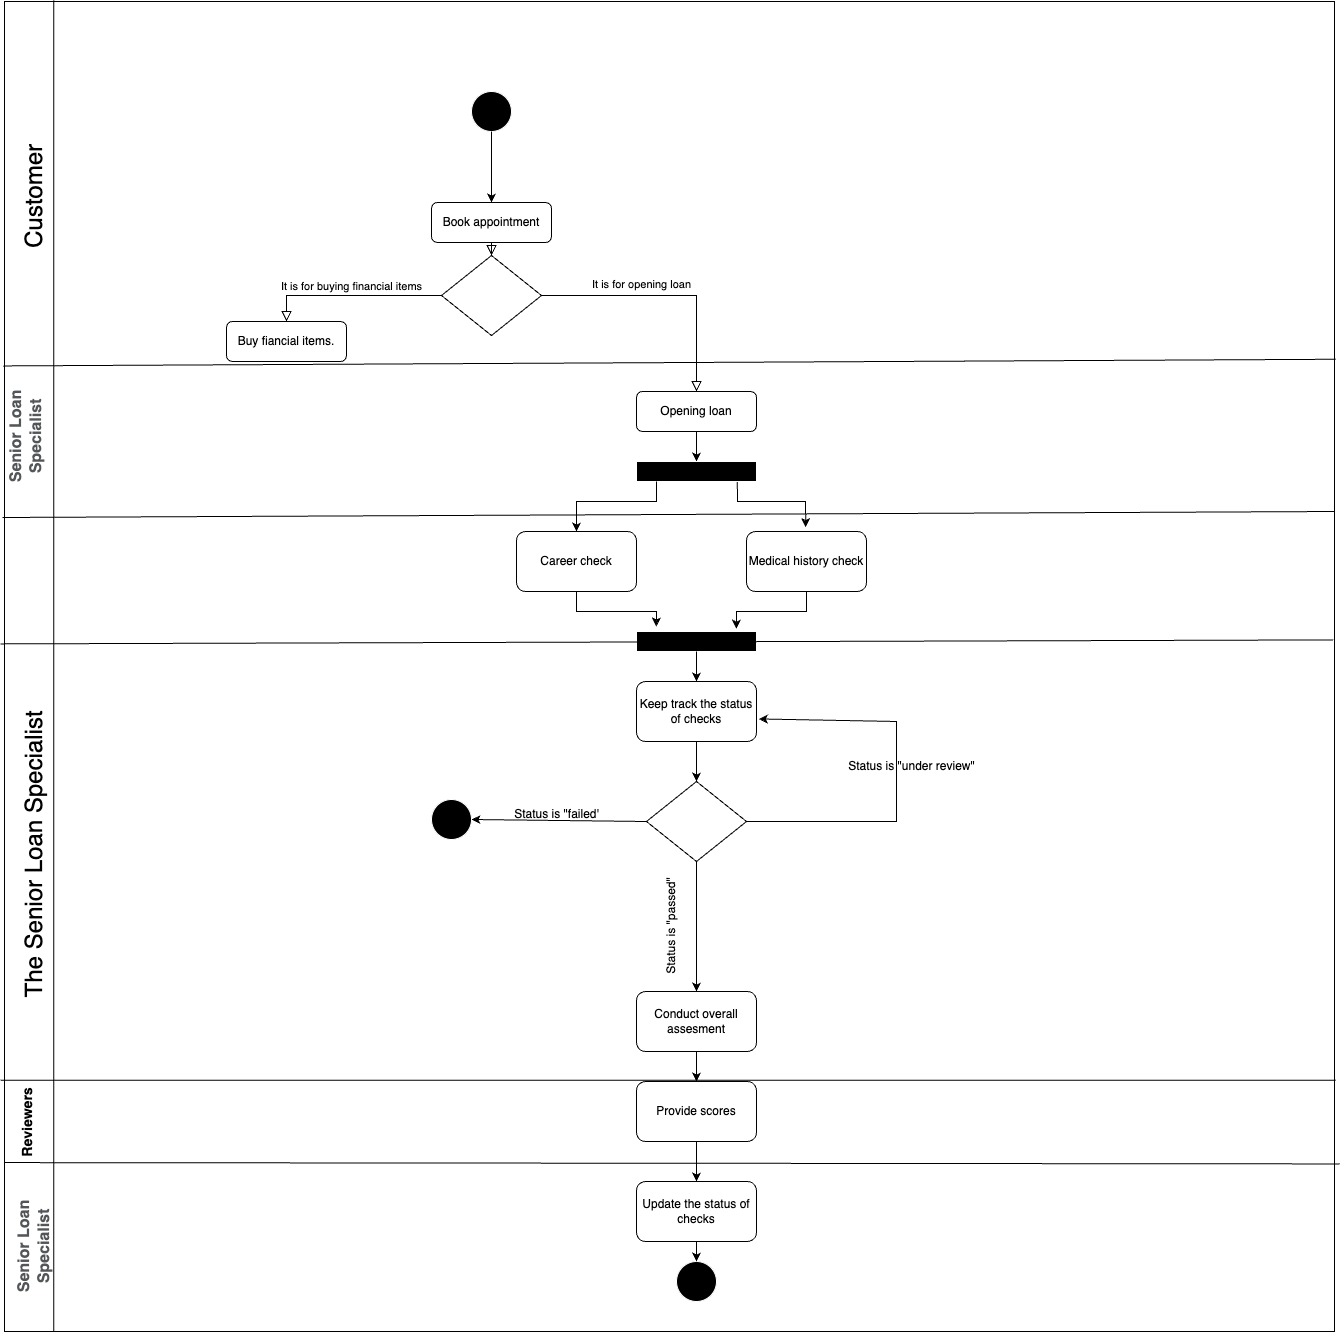 Customer
Book appointment
It is for buying financial items
It is for opening loan
Buy fiancial items.
Senior Loan
Specialist
Opening loan
Career check
Medical history check
The Senior Loan Specialist
Keep track the status
of checks
Status is "under review"
Status is "failed'
Status is "passed"
Conduct overall
assesment
Reviewers
Provide scores
Senior Loan
Specialist
Update the status of
checks